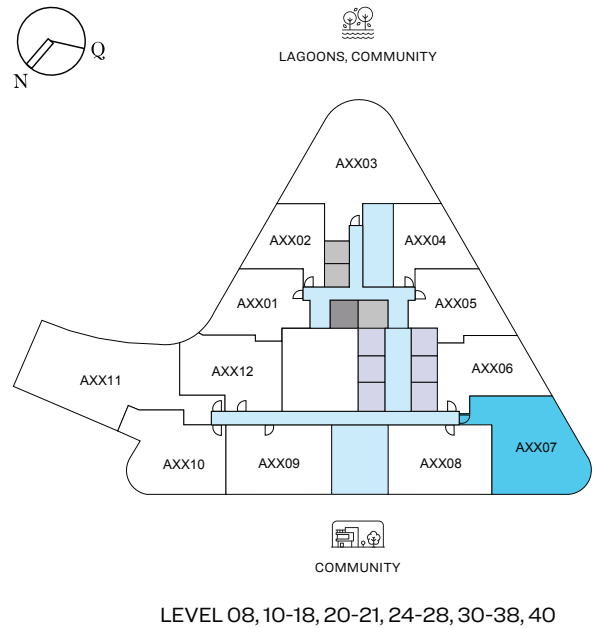 Q
N
LAGOONS, COMMUNITY
AXX03
AXX02
AXX04
AXX01
AXX05
AXX06
AXX12
AXX11
AXX07
AXX10
AXX09
AXX08
COMMUNITY
LEVEL 08, 10-18, 20-21, 24-28, 30-38, 40